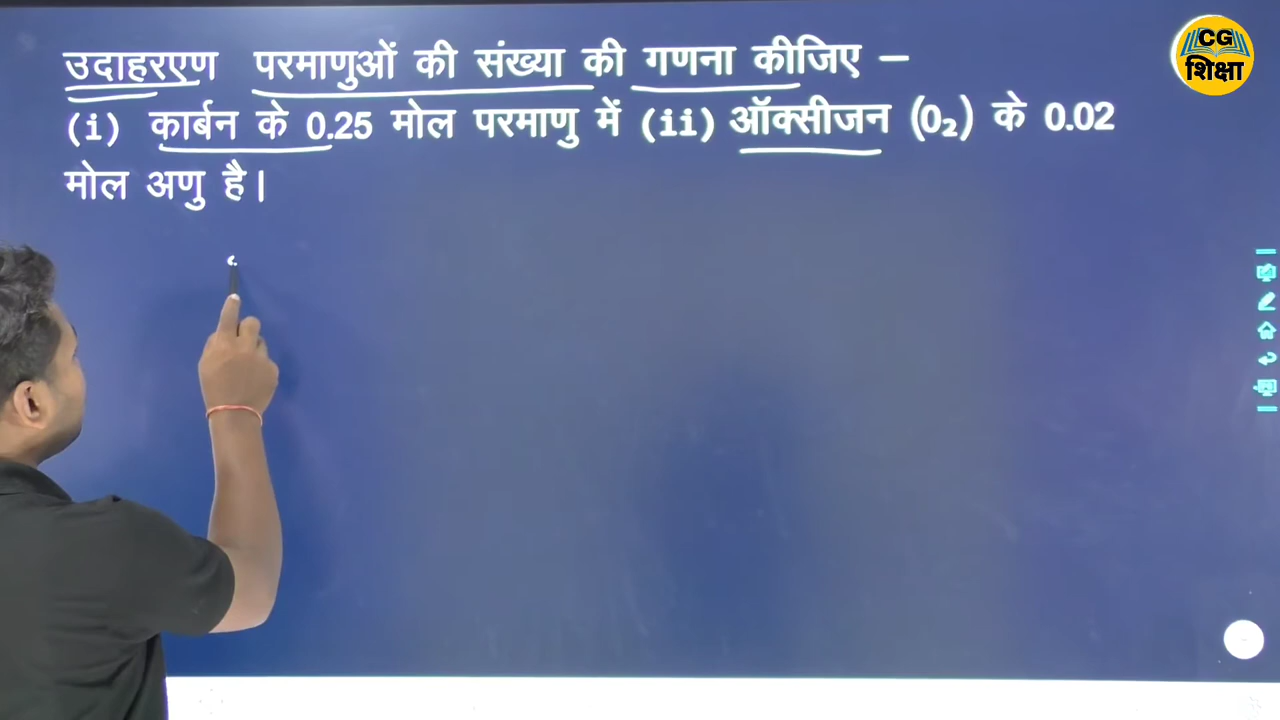 उदाहरएण परमाणुओं की संख्या की गणना कीजिए –
(i) कार्बन के 0.25 मोल परमाणु में (ii) ऑक्सीजन (O₂) के 0.02
मोल अणु है।
CG
शिक्षा